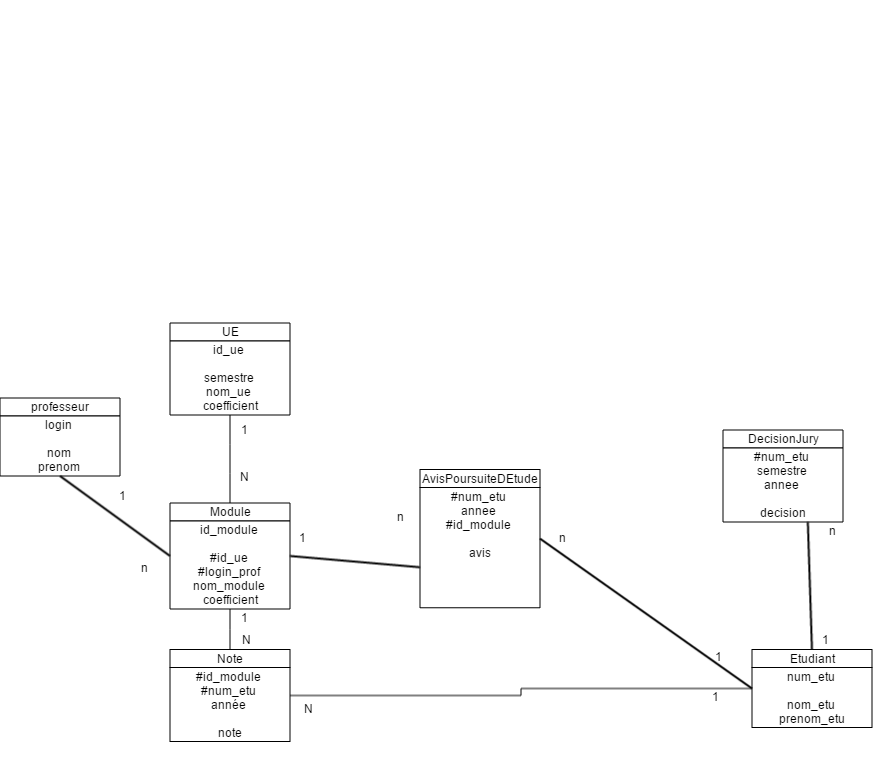 UE
id_ue
semestre
nom_ue
coefficient
1
N
professeur
login
nom
prenom
1
n
Module
id_module
#id_ue
#login_prof
nom_module
coefficient
1
1
N
AvisPoursuiteDEtude
#num_etu
annee
#id_module
avis
n
n
DecisionJury
#num_etu
semestre
annee
decision
n
1
Note
#id_module
#num_etu
année
note
N
Etudiant
num_etu
nom_etu
prenom_etu
1
1